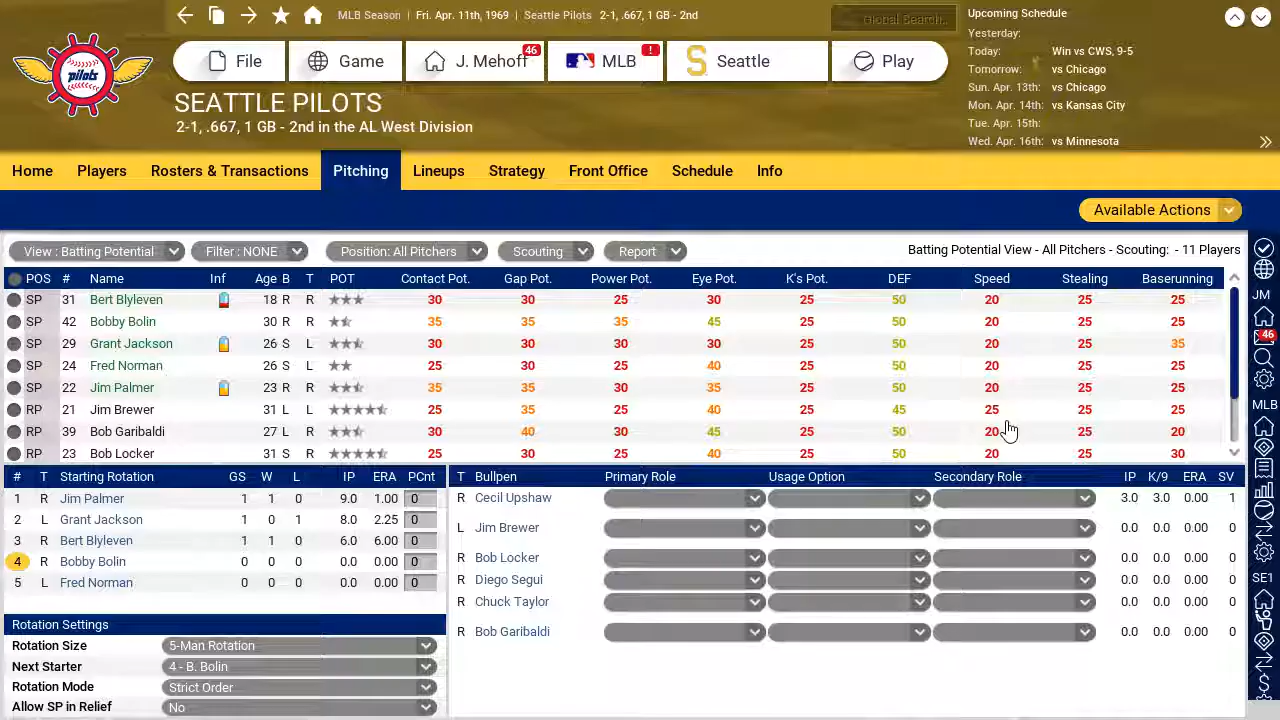 MLB Season | Fri. Apr. 11th, 1969 | Seattle Pilots 2-1, .667, 1 GB - 2nd
Global Search..
Upcoming Schedule
Yesterday:
Today: Win vs CWS, 9-5
Tomorrow: vs Chicago
Sun. Apr. 13th: vs Chicago
Mon. Apr. 14th: vs Kansas City
Tue. Apr. 15th:
Wed. Apr. 16th: vs Minnesota
pilots
File Game J. Mehoff 46 MLB ! S Seattle Play
SEATTLE PILOTS
2-1, .667, 1 GB - 2nd in the AL West Division
Home Players Rosters & Transactions Pitching Lineups Strategy Front Office Schedule Info
Available Actions
View : Batting Potential Filter : NONE Position: All Pitchers Scouting Report Batting Potential View - All Pitchers - Scouting: - 11 Players
POS # Name Inf Age B T POT Contact Pot. Gap Pot. Power Pot. Eye Pot. K's Pot. DEF Speed Stealing Baserunning
SP 31 Bert Blyleven 18 R R 30 30 25 30 25 50 20 25 25
SP 42 Bobby Bolin 30 R R 35 35 35 45 25 50 20 25 25
SP 29 Grant Jackson 26 S L 30 30 30 30 25 50 20 25 35
SP 24 Fred Norman 26 S L 25 30 25 40 25 50 20 25 25
SP 22 Jim Palmer 23 R R 35 35 30 35 25 50 20 25 25
RP 21 Jim Brewer 31 L L 25 35 25 40 25 45 25 25 25
RP 39 Bob Garibaldi 27 L R 30 40 30 45 25 50 20 25 20
RP 23 Bob Locker 31 S R 25 30 25 40 25 50 20 25 30
# T Starting Rotation GS W L IP ERA PCnt
1 R Jim Palmer 1 1 0 9.0 1.00 0
2 L Grant Jackson 1 0 1 8.0 2.25 0
3 R Bert Blyleven 1 1 0 6.0 6.00 0
4 R Bobby Bolin 0 0 0 0.0 0.00 0
5 L Fred Norman 0 0 0 0.0 0.00 0
Rotation Settings
Rotation Size 5-Man Rotation
Next Starter 4 - B. Bolin
Rotation Mode Strict Order
Allow SP in Relief No
T Bullpen Primary Role Usage Option Secondary Role IP K/9 ERA SV
R Cecil Upshaw 3.0 3.0 0.00 1
L Jim Brewer 0.0 0.0 0.00 0
R Bob Locker 0.0 0.0 0.00 0
R Diego Segui 0.0 0.0 0.00 0
R Chuck Taylor 0.0 0.0 0.00 0
R Bob Garibaldi 0.0 0.0 0.00 0
JM
46
MLB
SE1